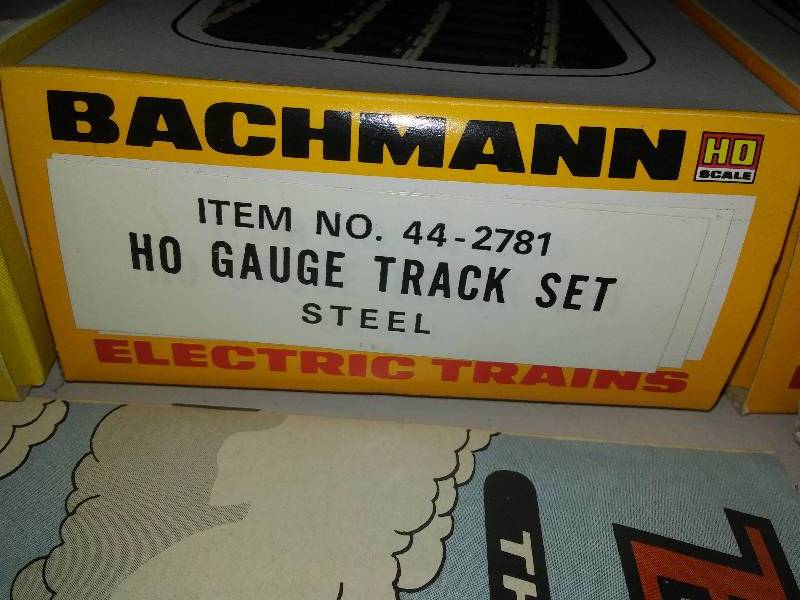 BACHMANN
HO
SCALE
ITEM NO. 44-2781
HO GAUGE TRACK SET
STEEL
ELECTRIC TRAINS